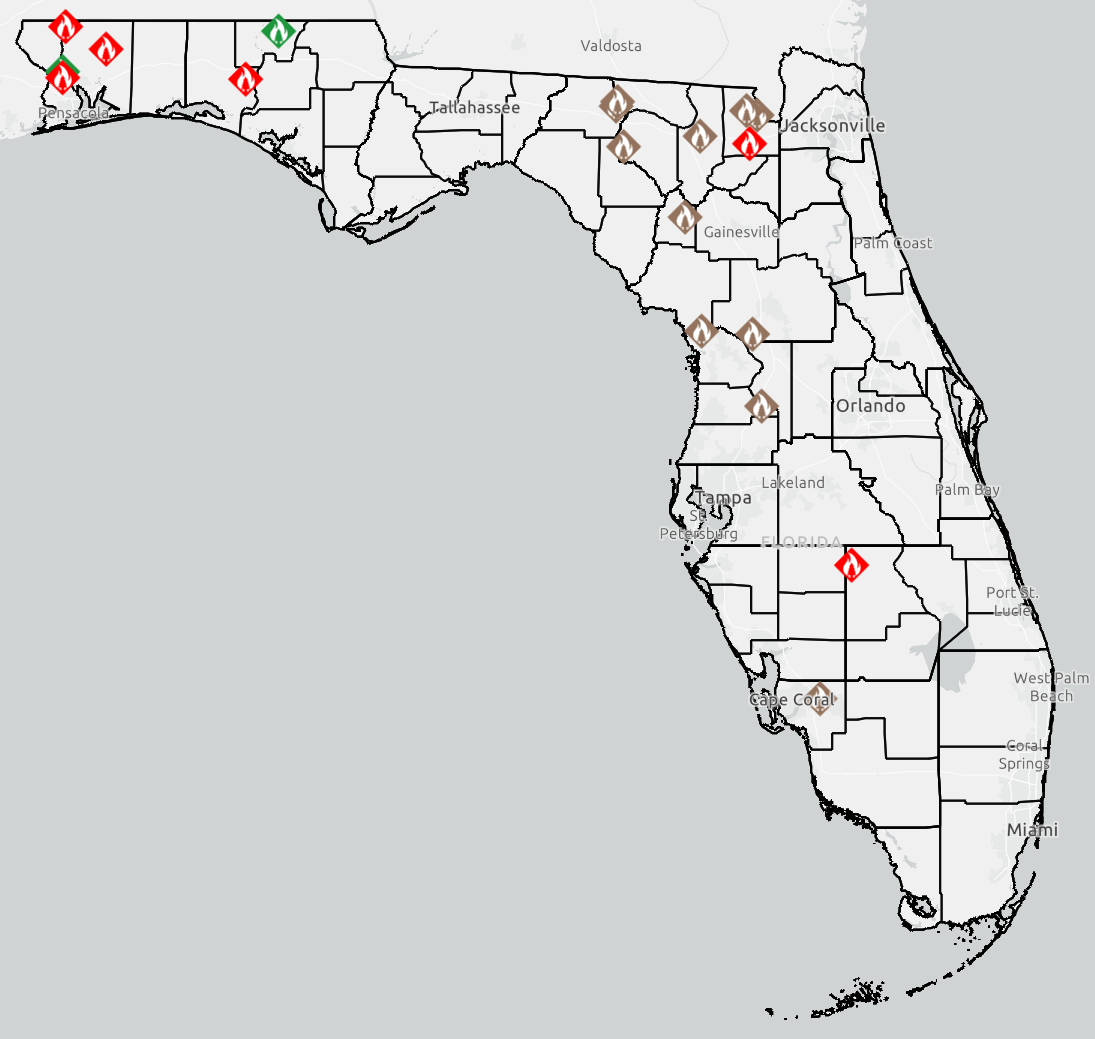 Valdosta
Pensacola
Tallahassee
Jacksonville
Gainesville
Palm Coast
Orlando
Lakeland
Palm Bay
Tampa
St.
Petersburg
FLORIDA
Port St.
Lucie
West Palm
Beach
Cape Coral
Coral
Springs
Miami